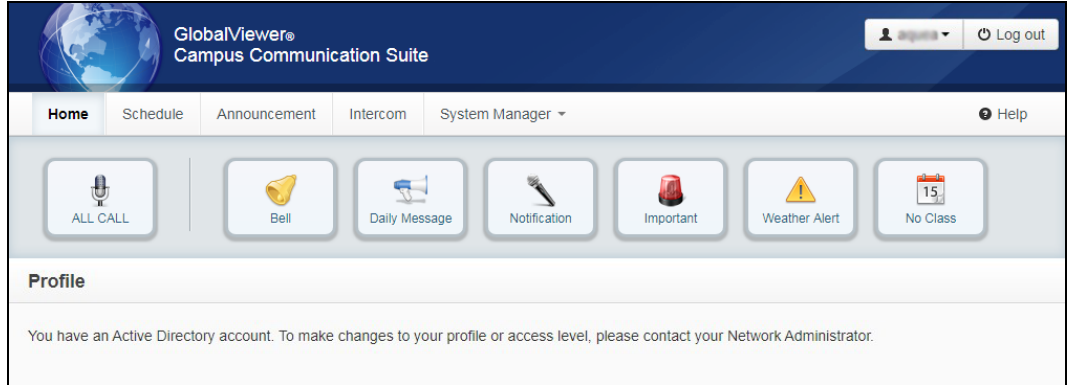 GlobalViewer®
Campus Communication Suite
Log out
Home Schedule Announcement Intercom System Manager Help
15
ALL CALL Bell Daily Message Notification Important Weather Alert No Class
Profile
You have an Active Directory account. To make changes to your profile or access level, please contact your Network Administrator.